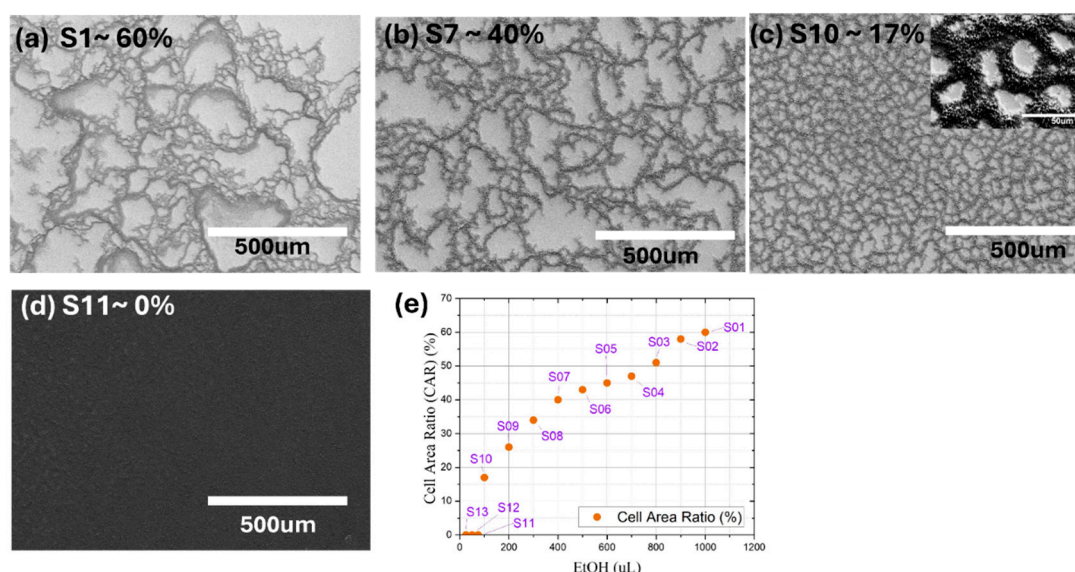 (a) S1~ 60%
500um
(b) S7 ~ 40%
500um
(c) S10 ~ 17%
50um
500um
(d) S11~ 0%
500um
(e)
Cell Area Ratio (CAR) (%)
70
60
50
40
30
20
10
0
S01
S02
S03
S04
S05
S06
S07
S08
S09
S10
S11
S12
S13
Cell Area Ratio (%)
0 200 400 600 800 1000 1200
EtOH (uL)